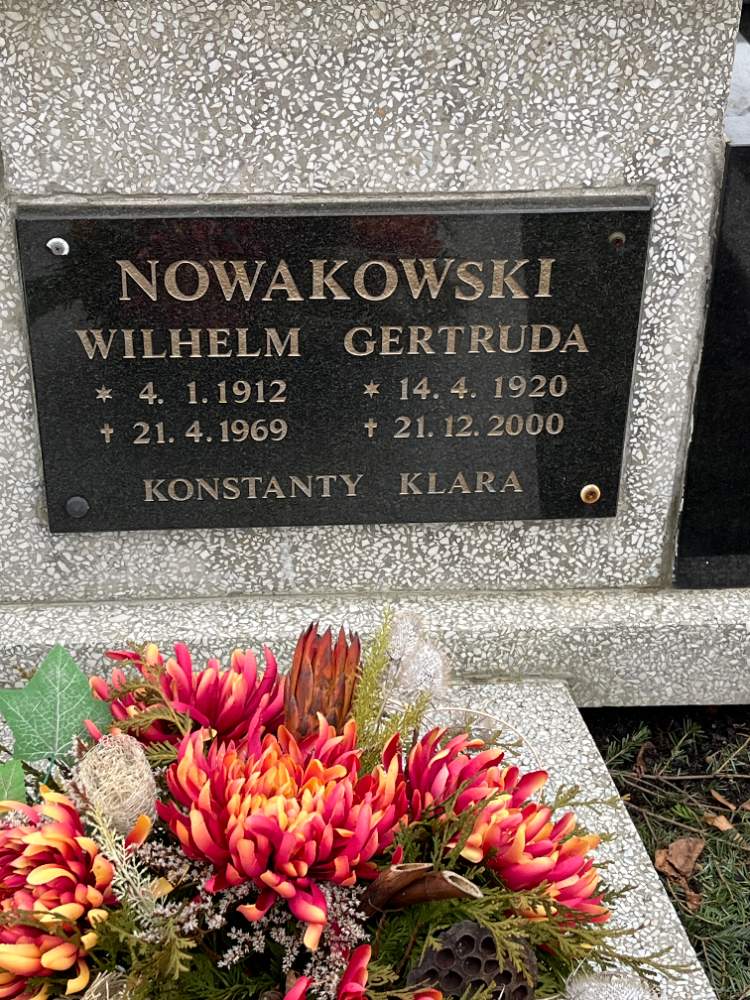 NOWAKOWSKI
WILHELM GERTRUDA
* 4. 1. 1912 * 14. 4. 1920
† 21. 4. 1969 † 21. 12. 2000
KONSTANTY KLARA